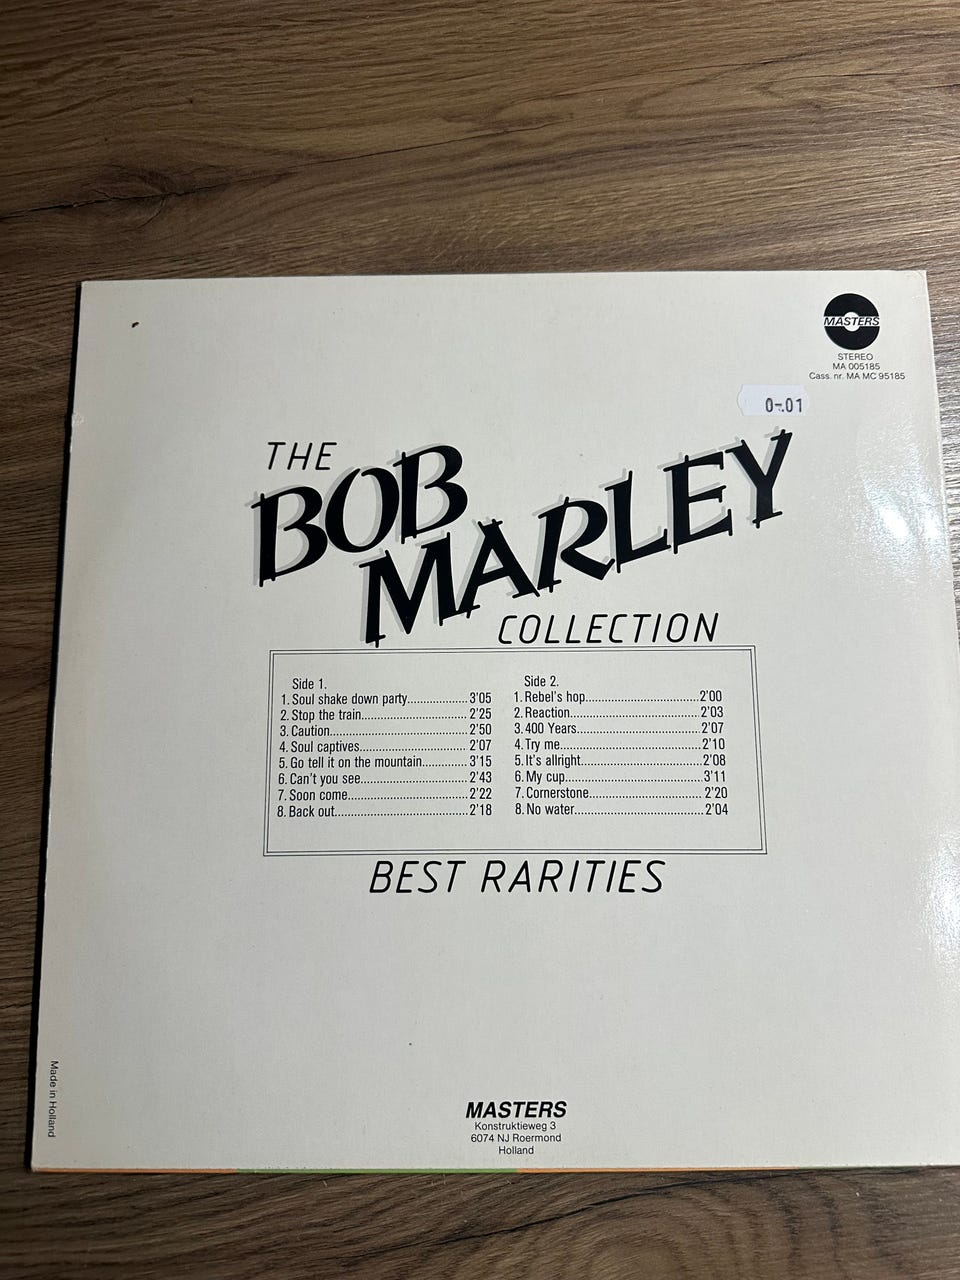 MASTERS
STEREO
MA 005185
Cass. nr. MA MC 95185
0-.01
THE
BOB
MARLEY
COLLECTION
Side 1.
1. Soul shake down party..................3'05
2. Stop the train................................2'25
3. Caution.........................................2'50
4. Soul captives................................2'07
5. Go tell it on the mountain.............3'15
6. Can't you see................................2'43
7. Soon come....................................2'22
8. Back out........................................2'18
Side 2.
1. Rebel's hop..................................2'00
2. Reaction.......................................2'03
3. 400 Years.....................................2'07
4. Try me..........................................2'10
5. It's allright....................................2'08
6. My cup.........................................3'11
7. Cornerstone.................................2'20
8. No water......................................2'04
BEST RARITIES
Made in Holland
MASTERS
Konstruktieweg 3
6074 NJ Roermond
Holland